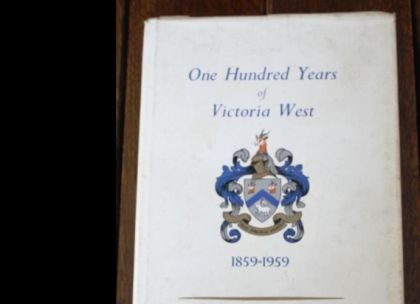 One Hundred Years
of
Victoria West
1859-1959